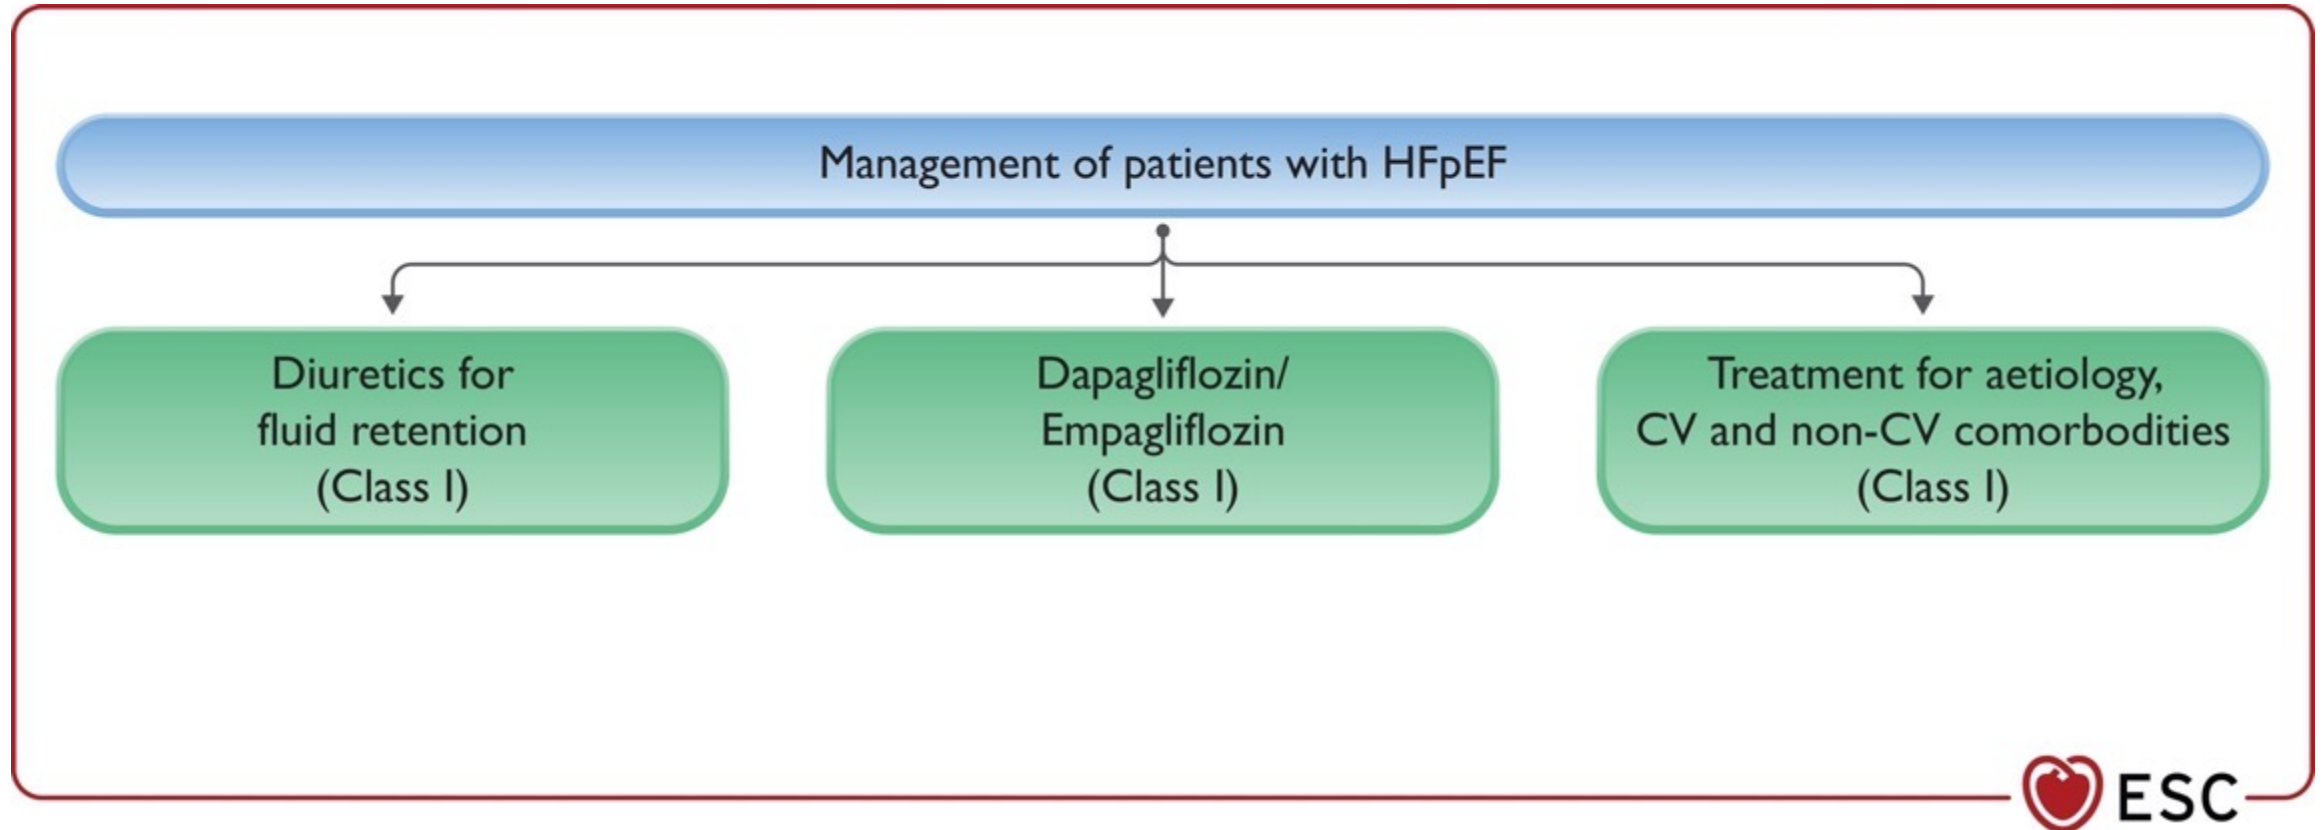 Management of patients with HFpEF
Diuretics for
fluid retention
(Class I)
Dapagliflozin/
Empagliflozin
(Class I)
Treatment for aetiology,
CV and non-CV comorbodities
(Class I)
ESC